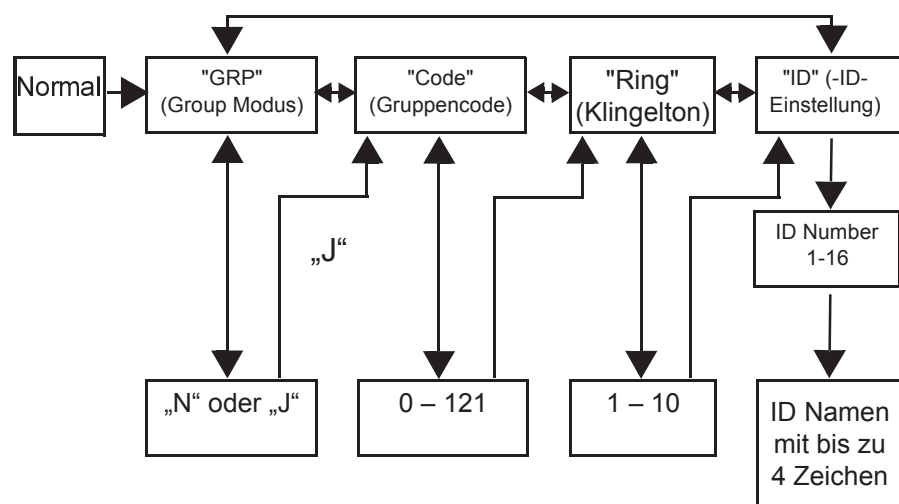 Normal
"GRP"
(Group Modus)
"Code"
(Gruppencode)
"Ring"
(Klingelton)
"ID" (-ID-
Einstellung)
„J“
ID Number
1-16
„N“ oder „J“
0 – 121
1 – 10
ID Namen
mit bis zu
4 Zeichen